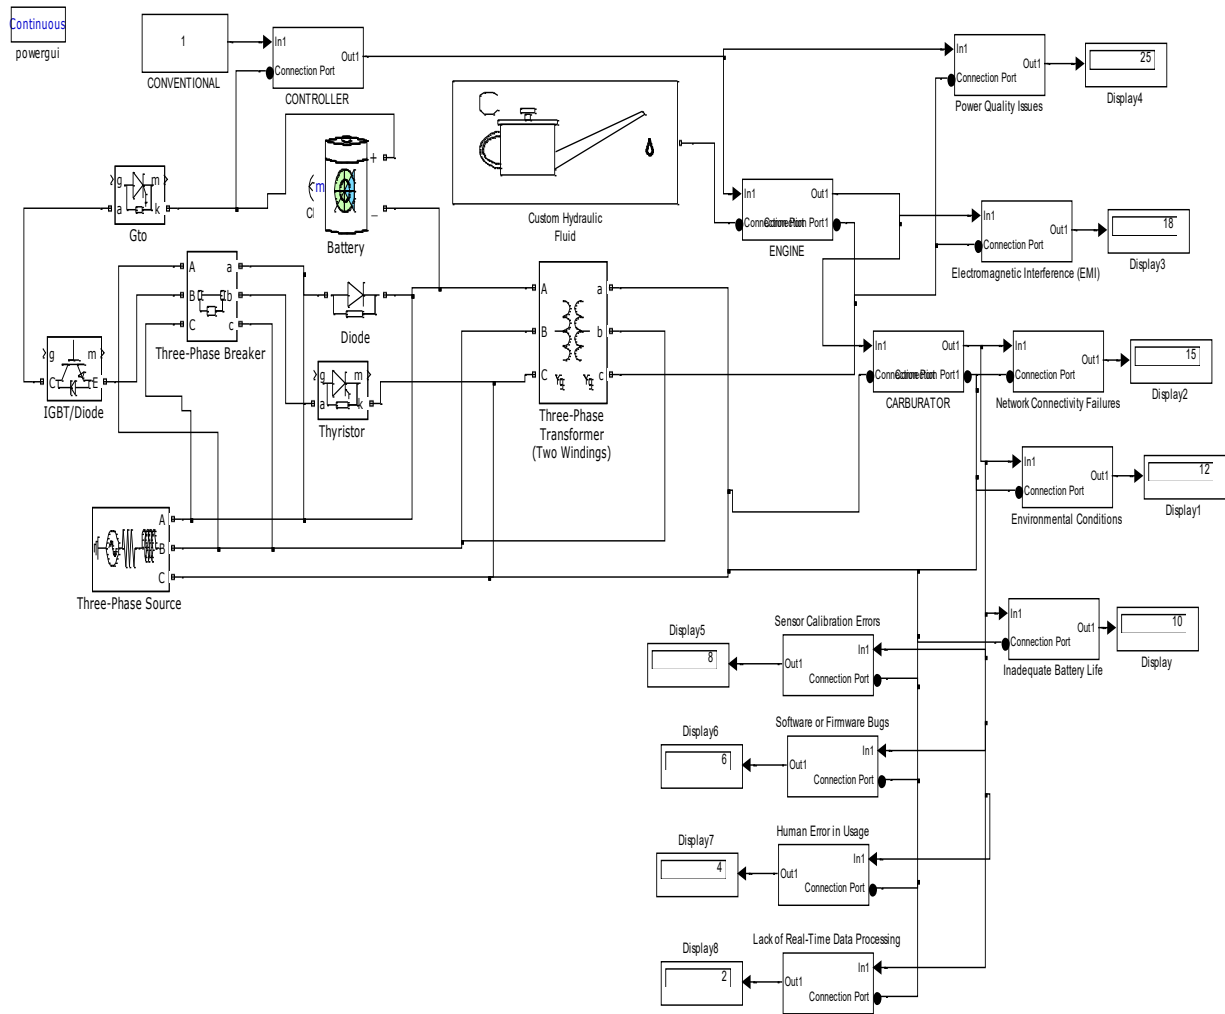 Continuous
powergui
1
CONVENTIONAL
In1
Out1
Connection Port
CONTROLLER
In1
Out1
Connection Port
Power Quality Issues
25
Display4
C
Custom Hydraulic
Fluid
+
m
_
Battery
g
m
a
k
Gto
In1
Out1
Connection Port1
ENGINE
In1
Out1
Connection Port
Electromagnetic Interference (EMI)
18
Display3
A
a
B
b
C
c
Three-Phase Breaker
Diode
A
a
B
b
C
c
Yg
Yg
Three-Phase
Transformer
(Two Windings)
g
m
C
E
IGBT/Diode
g
m
a
k
Thyristor
In1
Out1
Connection Port1
CARBURATOR
In1
Out1
Connection Port
Network Connectivity Failures
15
Display2
In1
Out1
Connection Port
Environmental Conditions
12
Display1
A
B
C
Three-Phase Source
In1
Out1
Connection Port
Inadequate Battery Life
10
Display
Sensor Calibration Errors
In1
Out1
Connection Port
Display5
8
Software or Firmware Bugs
In1
Out1
Connection Port
Display6
6
Human Error in Usage
In1
Out1
Connection Port
Display7
4
Lack of Real-Time Data Processing
In1
Out1
Connection Port
Display8
2